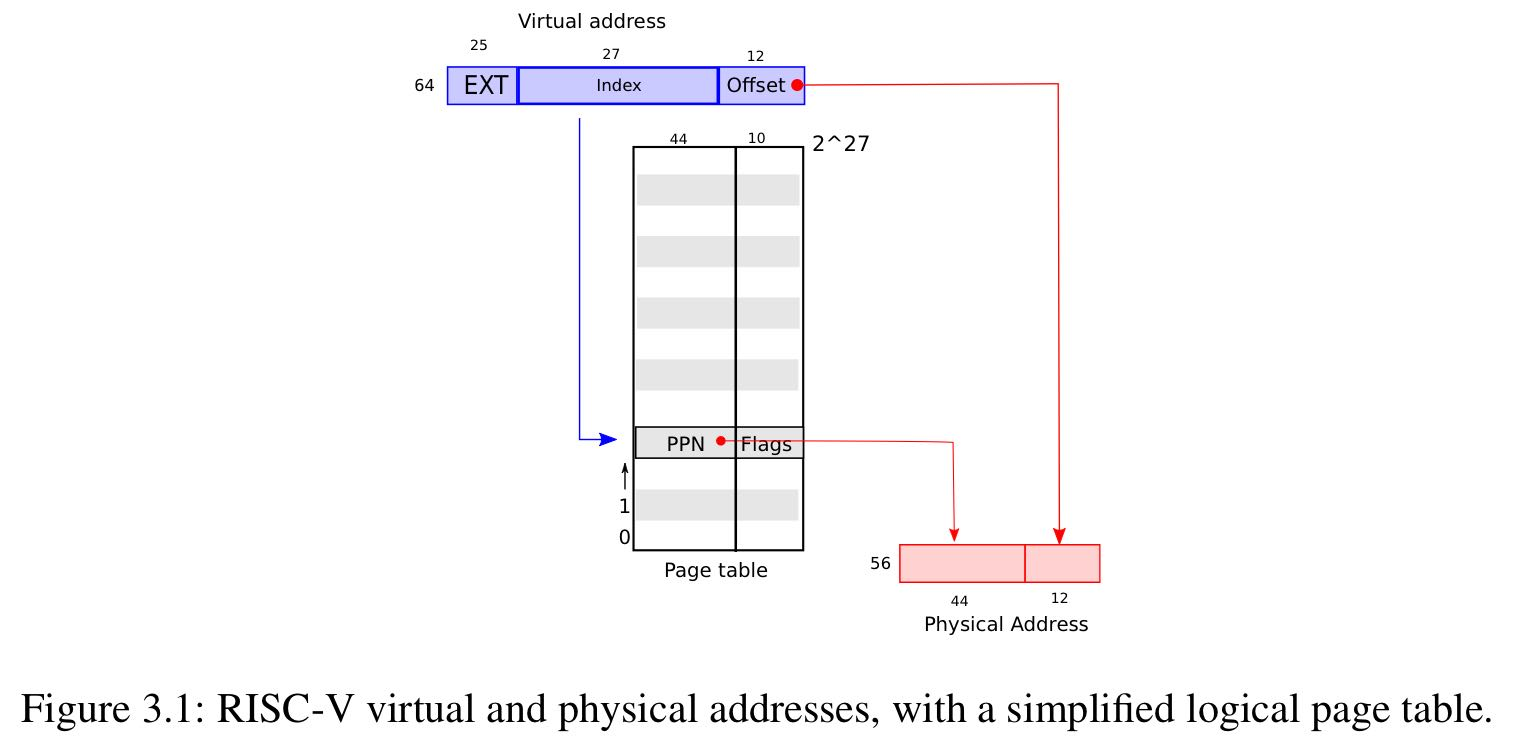 Virtual address
25
27
12
64
EXT
Index
Offset
44
10
2^27
PPN
Flags
1
0
Page table
56
44
12
Physical Address
Figure 3.1: RISC-V virtual and physical addresses, with a simplified logical page table.